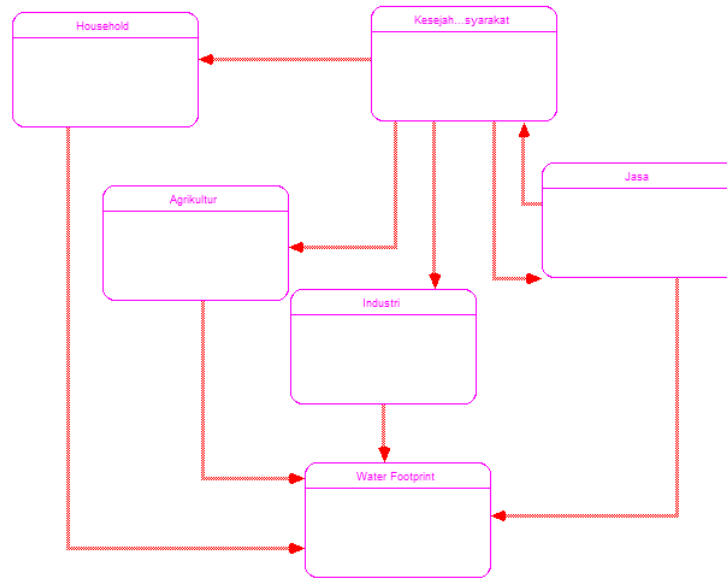 Household
Kesejah...syarakat
Jasa
Agrikultur
Industri
Water Footprint